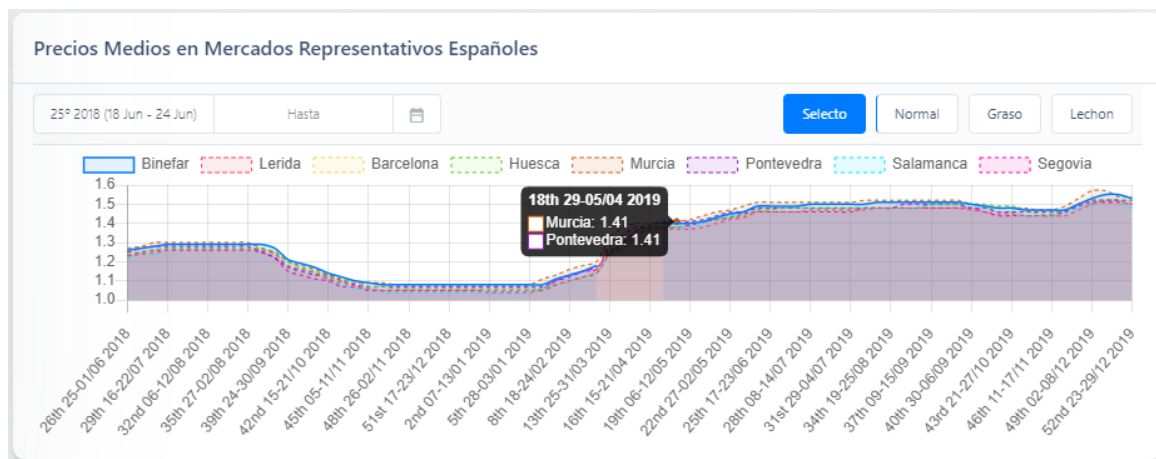 Precios Medios en Mercados Representativos Españoles
25º 2018 (18 Jun - 24 Jun) Hasta Selecto Normal Graso Lechon
Binefar Lerida Barcelona Huesca Murcia Pontevedra Salamanca Segovia
1.6
1.5
1.4
1.3
1.2
1.1
1.0
18th 29-05/04 2019
Murcia: 1.41
Pontevedra: 1.41
26th 25-01/06 2018
29th 16-22/07 2018
32nd 06-12/08 2018
35th 27-02/08 2018
39th 24-30/09 2018
42nd 15-21/10 2018
45th 05-11/11 2018
48th 26-02/11 2018
51st 17-23/12 2018
2nd 07-13/01 2019
5th 28-03/01 2019
8th 18-24/02 2019
13th 25-31/03 2019
16th 15-21/04 2019
19th 06-12/05 2019
22nd 27-02/05 2019
25th 17-23/06 2019
28th 08-14/07 2019
31st 29-04/07 2019
34th 19-25/08 2019
37th 09-15/09 2019
40th 30-06/09 2019
43rd 21-27/10 2019
46th 11-17/11 2019
49th 02-08/12 2019
52nd 23-29/12 2019